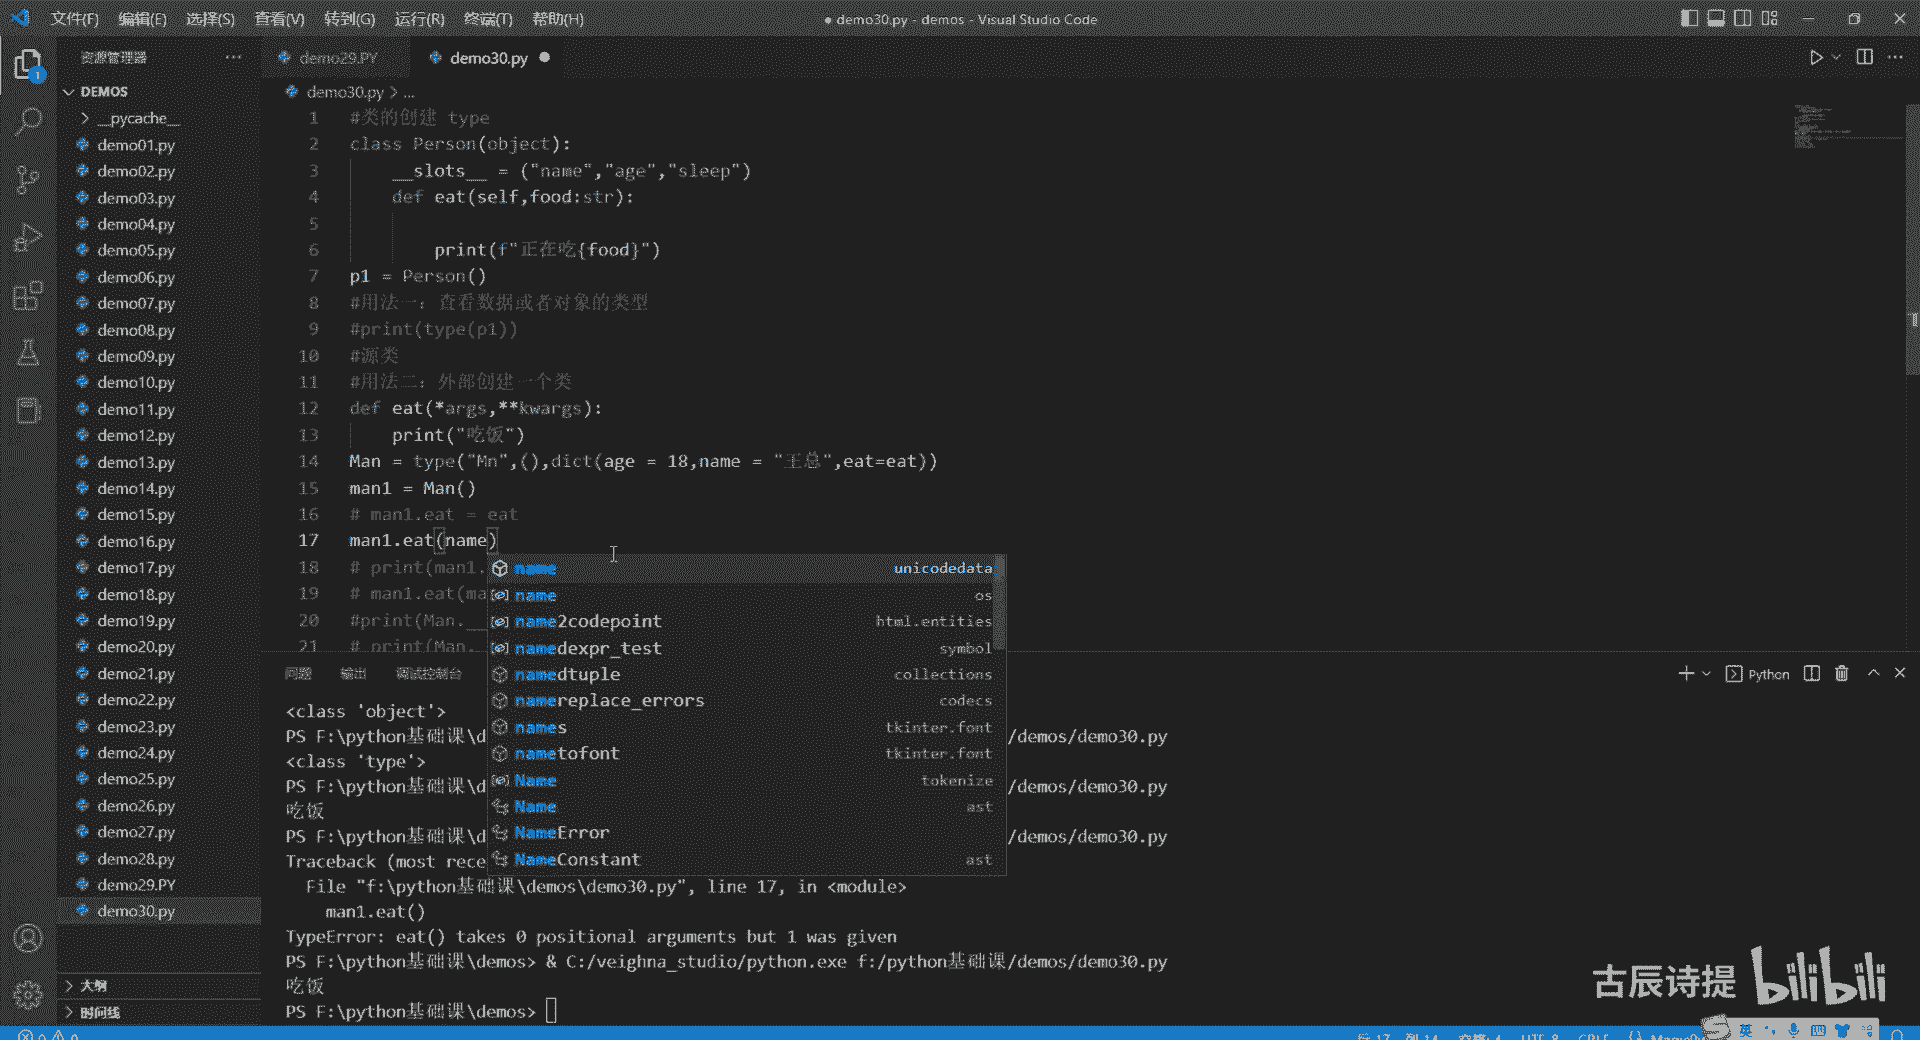 文件(F) 编辑(E) 选择(S) 查看(V) 转到(G) 运行(R) 终端(T) 帮助(H)
● demo30.py - demos - Visual Studio Code
资源管理器 ···
demo29.PY
demo30.py ●
1
DEMOS
demo30.py > ...
__pycache__
demo01.py
demo02.py
demo03.py
demo04.py
demo05.py
demo06.py
demo07.py
demo08.py
demo09.py
demo10.py
demo11.py
demo12.py
demo13.py
demo14.py
demo15.py
demo16.py
demo17.py
demo18.py
demo19.py
demo20.py
demo21.py
demo22.py
demo23.py
demo24.py
demo25.py
demo26.py
demo27.py
demo28.py
demo29.PY
demo30.py
大纲
时间线
1 #类的创建 type
2 class Person(object):
3 __slots__ = ("name","age","sleep")
4 def eat(self,food:str):
5
6 print(f"正在吃{food}")
7 p1 = Person()
8 #用法一：查看数据或者对象的类型
9 #print(type(p1))
10 #源类
11 #用法二：外部创建一个类
12 def eat(*args,**kwargs):
13 print("吃饭")
14 Man = type("Mn",(),dict(age = 18,name = "王总",eat=eat))
15 man1 = Man()
16 # man1.eat = eat
17 man1.eat(name)
18 # print(man1.
19 # man1.eat(ma
20 #print(Man.__
21 # print(Man.
name unicodedata
name os
name2codepoint html.entities
namedexpr_test symbol
namedtuple collections
namereplace_errors codecs
names tkinter.font
nametofont tkinter.font
Name tokenize
Name ast
NameError
NameConstant ast
问题 输出 调试控制台
Python
<class 'object'>
PS F:\python基础课\d /demos/demo30.py
<class 'type'>
PS F:\python基础课\d /demos/demo30.py
吃饭
PS F:\python基础课\d /demos/demo30.py
Traceback (most rece
File "f:\python基础课\demos\demo30.py", line 17, in <module>
man1.eat()
TypeError: eat() takes 0 positional arguments but 1 was given
PS F:\python基础课\demos> & C:/veighna_studio/python.exe f:/python基础课/demos/demo30.py
吃饭
PS F:\python基础课\demos>
古辰诗提 bilibili
英